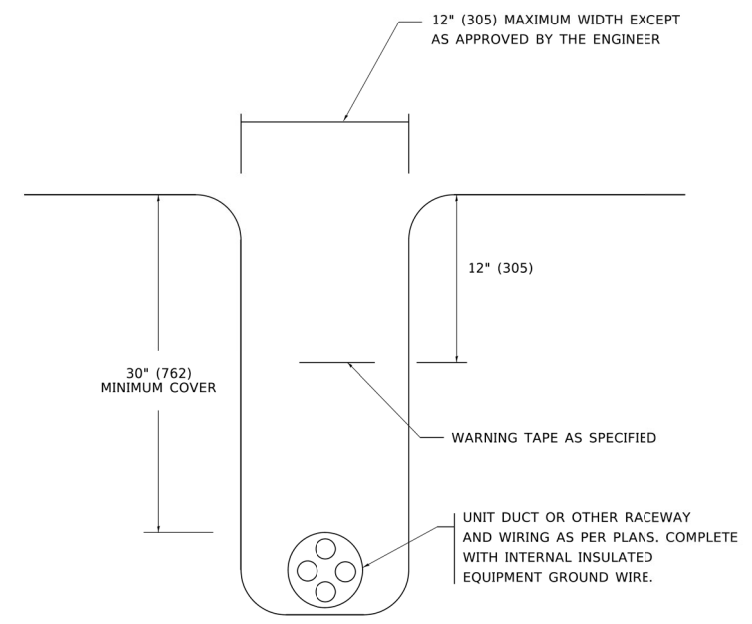 12" (305) MAXIMUM WIDTH EXCEPT
AS APPROVED BY THE ENGINEER
12" (305)
30" (762)
MINIMUM COVER
WARNING TAPE AS SPECIFIED
UNIT DUCT OR OTHER RACEWAY
AND WIRING AS PER PLANS. COMPLETE
WITH INTERNAL INSULATED
EQUIPMENT GROUND WIRE.